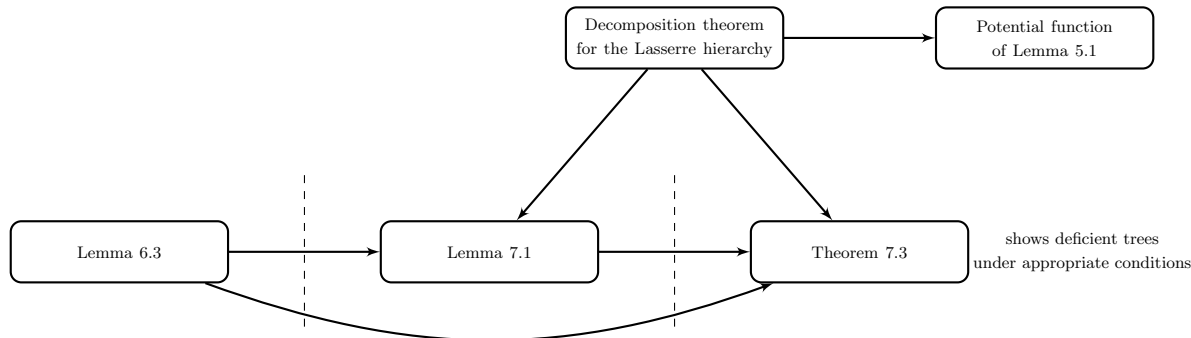 Decomposition theorem
for the Lasserre hierarchy
Potential function
of Lemma 5.1
Lemma 6.3
Lemma 7.1
Theorem 7.3
shows deficient trees
under appropriate conditions